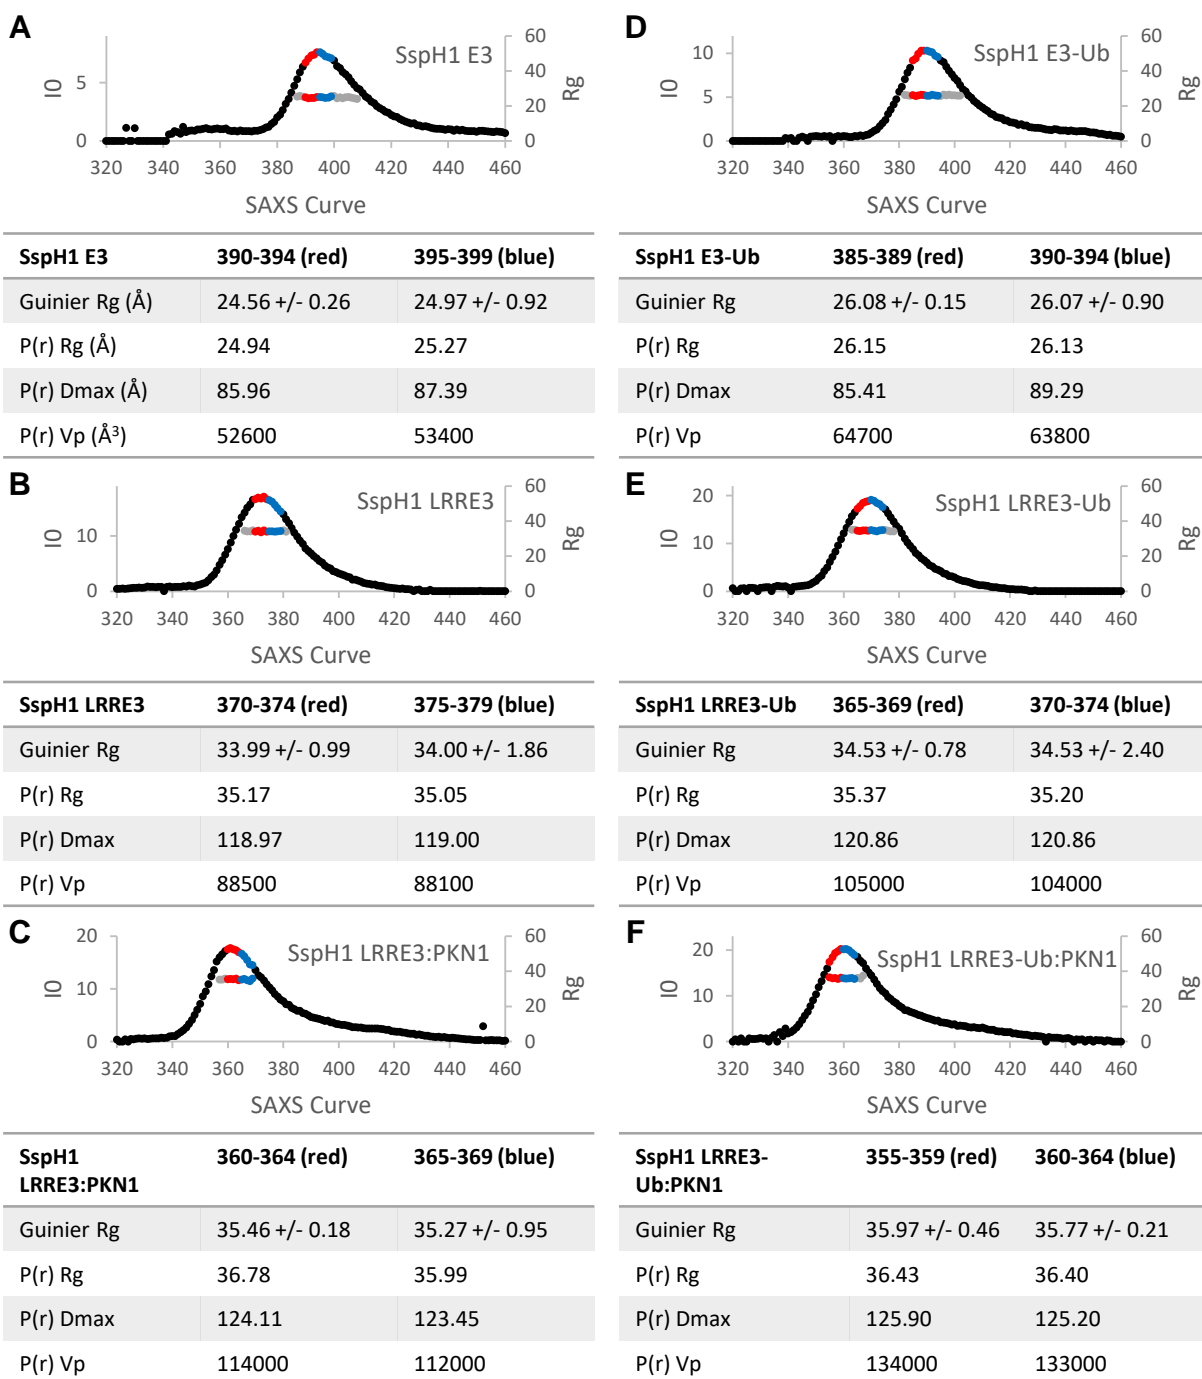 A
SspH1 E3
I0
Rg
5
0
60
40
20
0
320 340 360 380 400 420 440 460
SAXS Curve
SspH1 E3 390-394 (red) 395-399 (blue)
Guinier Rg (Å) 24.56 +/- 0.26 24.97 +/- 0.92
P(r) Rg (Å) 24.94 25.27
P(r) Dmax (Å) 85.96 87.39
P(r) Vp (Å³) 52600 53400
B
SspH1 LRRE3
I0
Rg
10
0
60
40
20
0
320 340 360 380 400 420 440 460
SAXS Curve
SspH1 LRRE3 370-374 (red) 375-379 (blue)
Guinier Rg 33.99 +/- 0.99 34.00 +/- 1.86
P(r) Rg 35.17 35.05
P(r) Dmax 118.97 119.00
P(r) Vp 88500 88100
C
SspH1 LRRE3:PKN1
I0
Rg
20
10
0
60
40
20
0
320 340 360 380 400 420 440 460
SAXS Curve
SspH1 360-364 (red) 365-369 (blue)
LRRE3:PKN1
Guinier Rg 35.46 +/- 0.18 35.27 +/- 0.95
P(r) Rg 36.78 35.99
P(r) Dmax 124.11 123.45
P(r) Vp 114000 112000
D
SspH1 E3-Ub
I0
Rg
10
5
0
60
40
20
0
320 340 360 380 400 420 440 460
SAXS Curve
SspH1 E3-Ub 385-389 (red) 390-394 (blue)
Guinier Rg 26.08 +/- 0.15 26.07 +/- 0.90
P(r) Rg 26.15 26.13
P(r) Dmax 85.41 89.29
P(r) Vp 64700 63800
E
SspH1 LRRE3-Ub
I0
Rg
20
10
0
60
40
20
0
320 340 360 380 400 420 440 460
SAXS Curve
SspH1 LRRE3-Ub 365-369 (red) 370-374 (blue)
Guinier Rg 34.53 +/- 0.78 34.53 +/- 2.40
P(r) Rg 35.37 35.20
P(r) Dmax 120.86 120.86
P(r) Vp 105000 104000
F
SspH1 LRRE3-Ub:PKN1
I0
Rg
20
10
0
60
40
20
0
320 340 360 380 400 420 440 460
SAXS Curve
SspH1 LRRE3- 355-359 (red) 360-364 (blue)
Ub:PKN1
Guinier Rg 35.97 +/- 0.46 35.77 +/- 0.21
P(r) Rg 36.43 36.40
P(r) Dmax 125.90 125.20
P(r) Vp 134000 133000